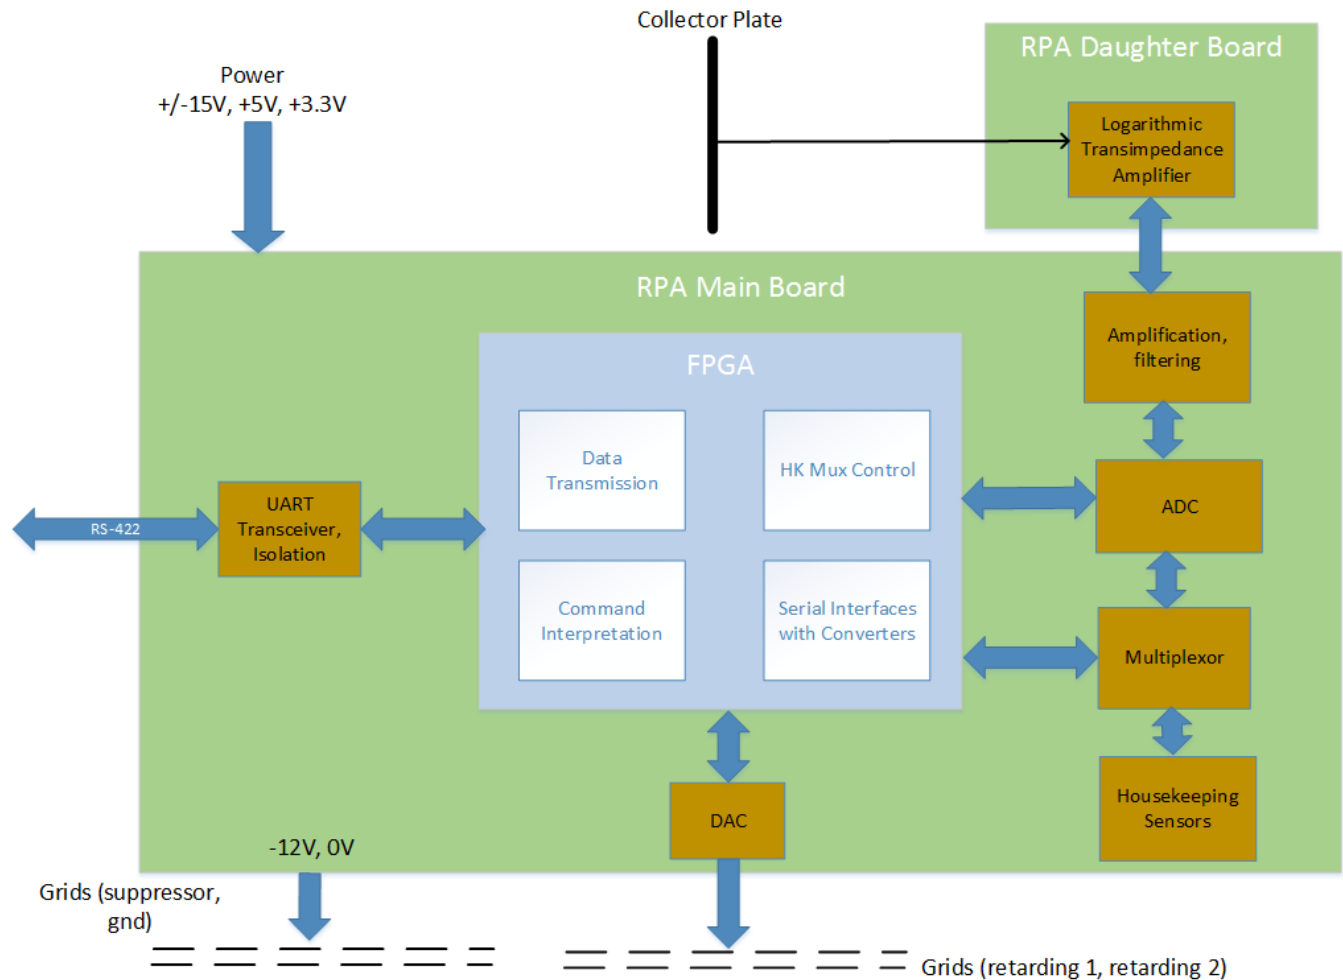 Collector Plate
RPA Daughter Board
Power
+/-15V, +5V, +3.3V
Logarithmic
Transimpedance
Amplifier
RPA Main Board
Amplification,
filtering
FPGA
Data
Transmission
HK Mux Control
ADC
RS-422
UART
Transceiver,
Isolation
Command
Interpretation
Serial Interfaces
with Converters
Multiplexor
Housekeeping
Sensors
DAC
-12V, 0V
Grids (suppressor,
gnd)
Grids (retarding 1, retarding 2)